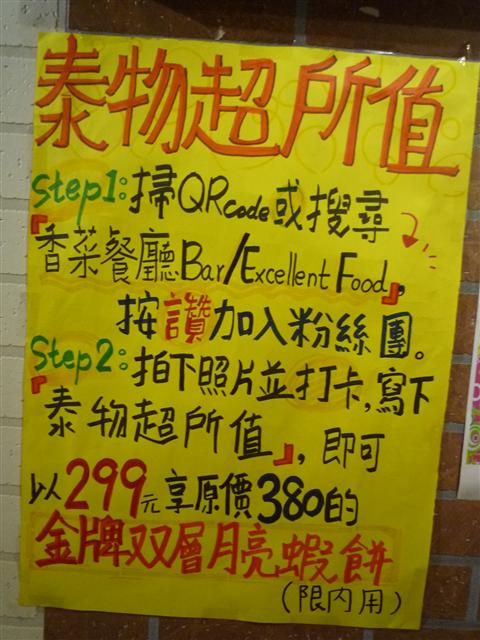 泰物超所值
Step1:掃QRcode或搜尋
『香菜餐廳Bar/Excellent Food』,
按讚加入粉絲團。
Step2:拍下照片並打卡,寫下
『泰物超所值』,即可
以299元享原價380的
金牌双層月亮蝦餅
(限內用)